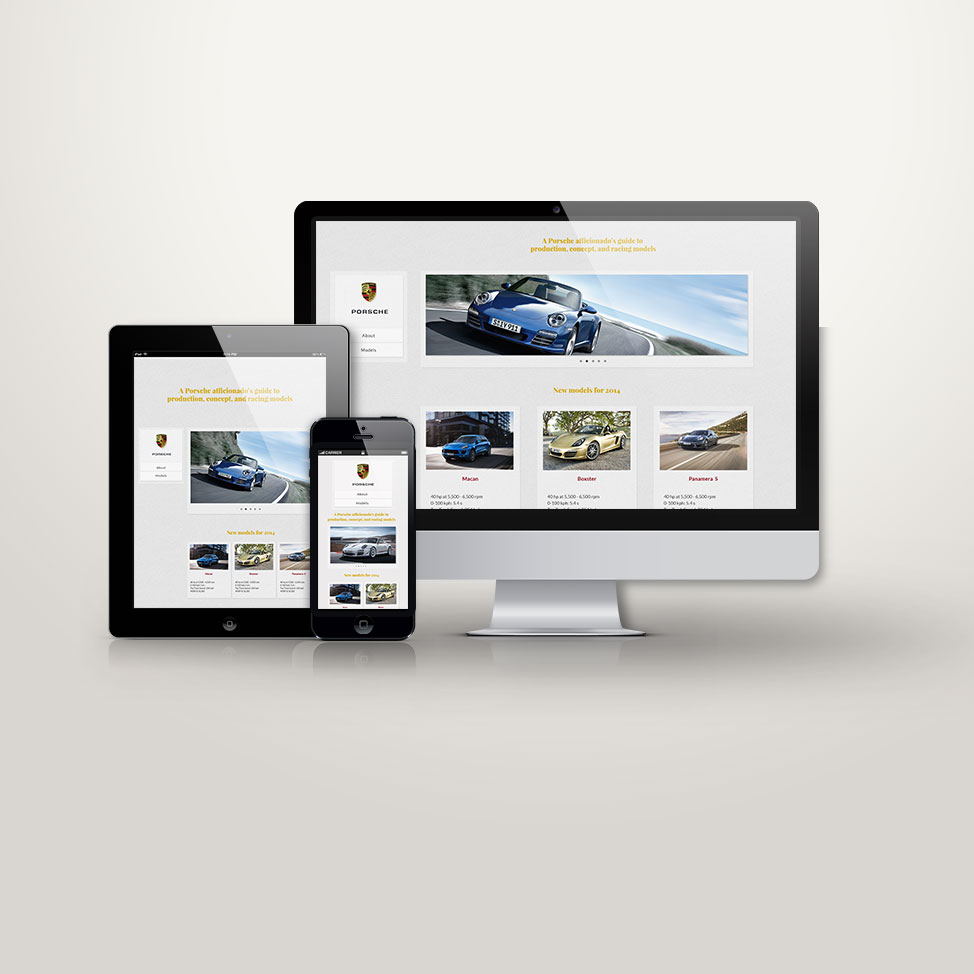 A Porsche afficionado's guide to
production, concept, and racing models
PORSCHE
About
Models
S:GV 911
New models for 2014
Macan
Boxster
Panamera S
40 hp at 5,500 - 6,500 rpm
40 hp at 5,500 - 6,500 rpm
40 hp at 5,500 - 6,500 rpm
0-100 kph: 5.4 s
0-100 kph: 5.4 s
0-100 kph: 5.4 s
iPad
A Porsche afficionado's guide to
production, concept, and racing models
PORSCHE
About
Models
New models for 2014
Macan
Boxster
CARRIER
PORSCHE
About
Models
A Porsche afficionado's guide to
production, concept, and racing models
New models for 2014